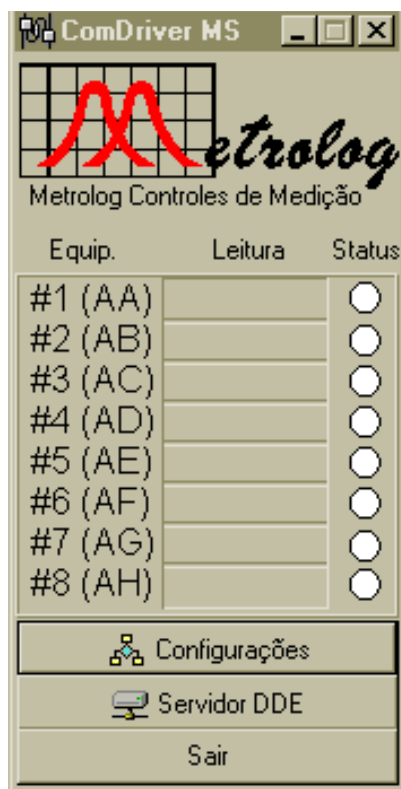 ComDriver MS
Metrolog
Metrolog Controles de Medição
Equip. Leitura Status
#1 (AA)
#2 (AB)
#3 (AC)
#4 (AD)
#5 (AE)
#6 (AF)
#7 (AG)
#8 (AH)
Configurações
Servidor DDE
Sair